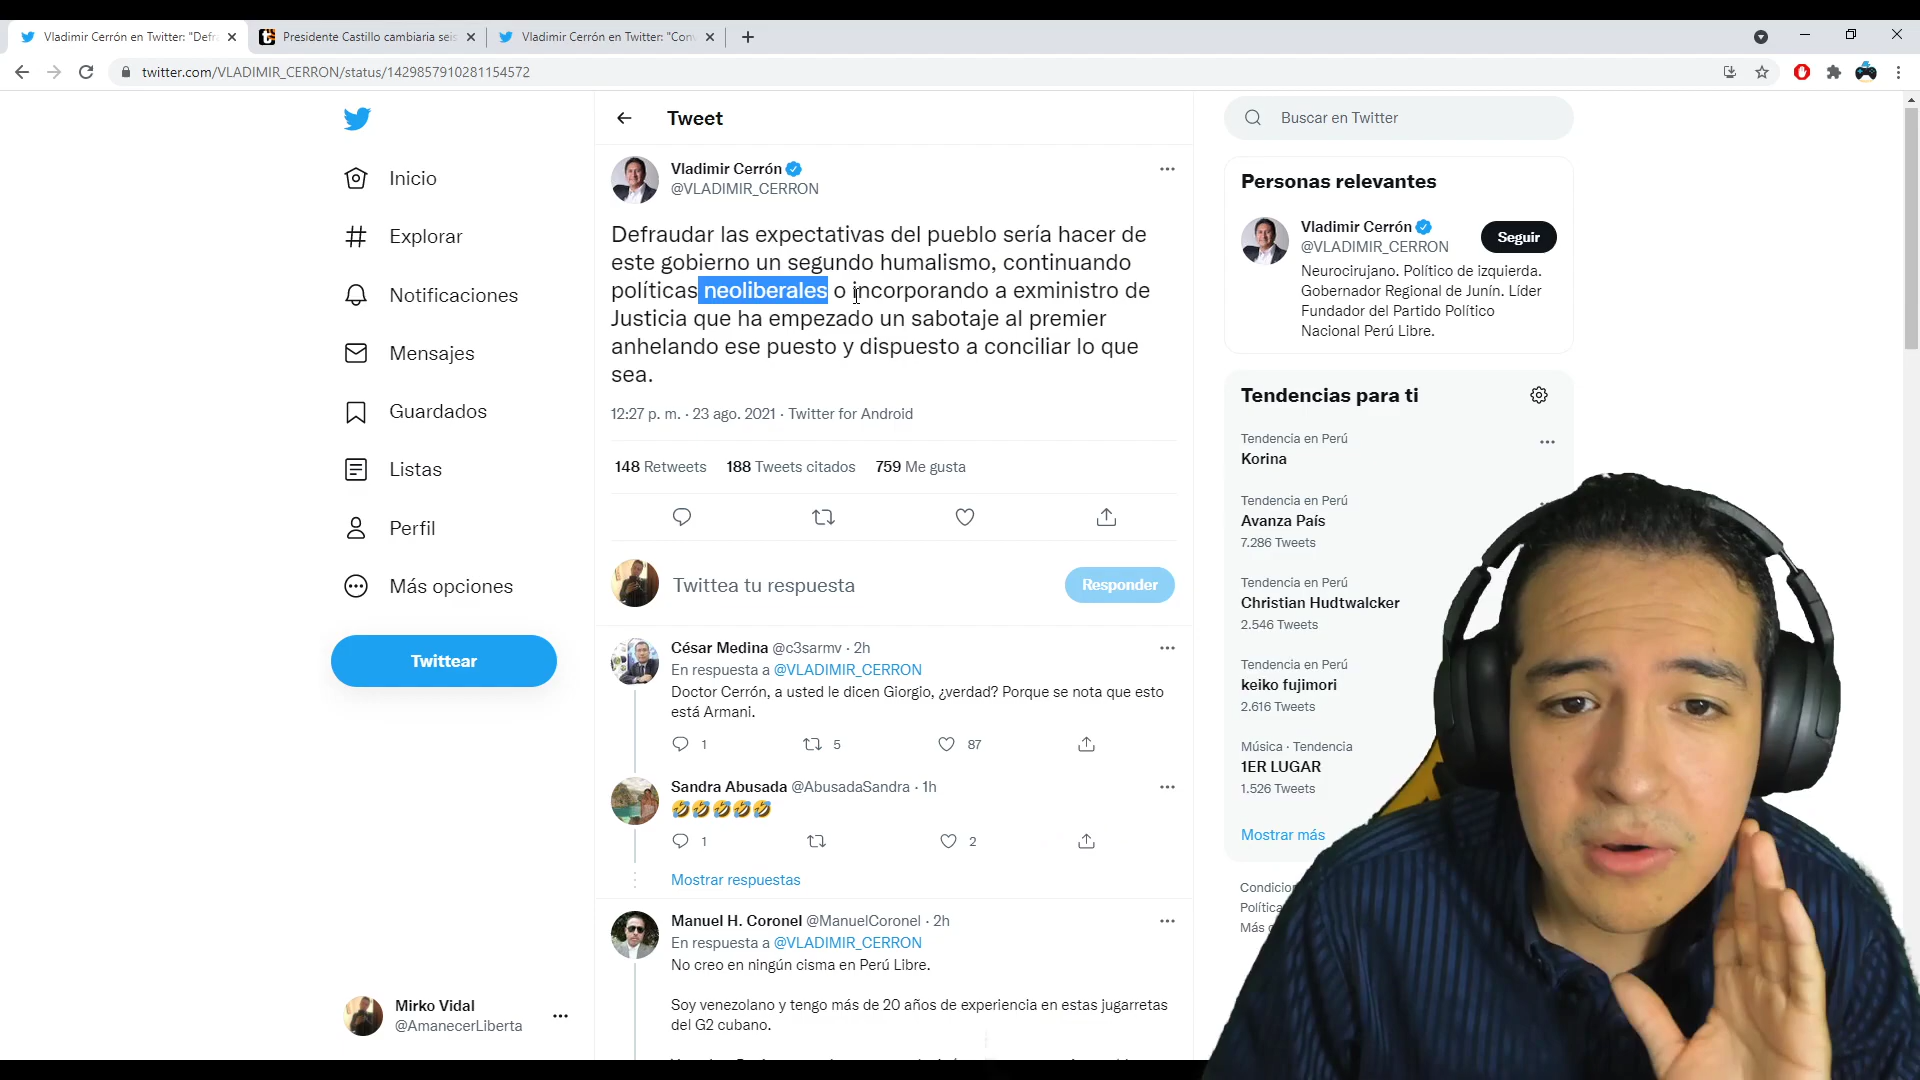 Vladimir Cerrón en Twitter: "Defr
Presidente Castillo cambiaria seis
Vladimir Cerrón en Twitter: "Con
twitter.com/VLADIMIR_CERRON/status/1429857910281154572
Inicio
Explorar
Notificaciones
Mensajes
Guardados
Listas
Perfil
Más opciones
Twittear
Mirko Vidal
@AmanecerLiberta
Tweet
Vladimir Cerrón
@VLADIMIR_CERRON
Defraudar las expectativas del pueblo sería hacer de
este gobierno un segundo humalismo, continuando
políticas neoliberales o incorporando a exministro de
Justicia que ha empezado un sabotaje al premier
anhelando ese puesto y dispuesto a conciliar lo que
sea.
12:27 p. m. · 23 ago. 2021 · Twitter for Android
148 Retweets 188 Tweets citados 759 Me gusta
Twittea tu respuesta
Responder
César Medina @c3sarmv · 2h
En respuesta a @VLADIMIR_CERRON
Doctor Cerrón, a usted le dicen Giorgio, ¿verdad? Porque se nota que esto
está Armani.
1 5 87
Sandra Abusada @AbusadaSandra · 1h
🤣🤣🤣🤣🤣
1 2
Mostrar respuestas
Manuel H. Coronel @ManuelCoronel · 2h
En respuesta a @VLADIMIR_CERRON
No creo en ningún cisma en Perú Libre.
Soy venezolano y tengo más de 20 años de experiencia en estas jugarretas
del G2 cubano.
Buscar en Twitter
Personas relevantes
Vladimir Cerrón
@VLADIMIR_CERRON
Seguir
Neurocirujano. Político de izquierda.
Gobernador Regional de Junín. Líder
Fundador del Partido Político
Nacional Perú Libre.
Tendencias para ti
Tendencia en Perú
Korina
Tendencia en Perú
Avanza País
7.286 Tweets
Tendencia en Perú
Christian Hudtwalcker
2.546 Tweets
Tendencia en Perú
keiko fujimori
2.616 Tweets
Música · Tendencia
1ER LUGAR
1.526 Tweets
Mostrar más
Condicio
Política
Más